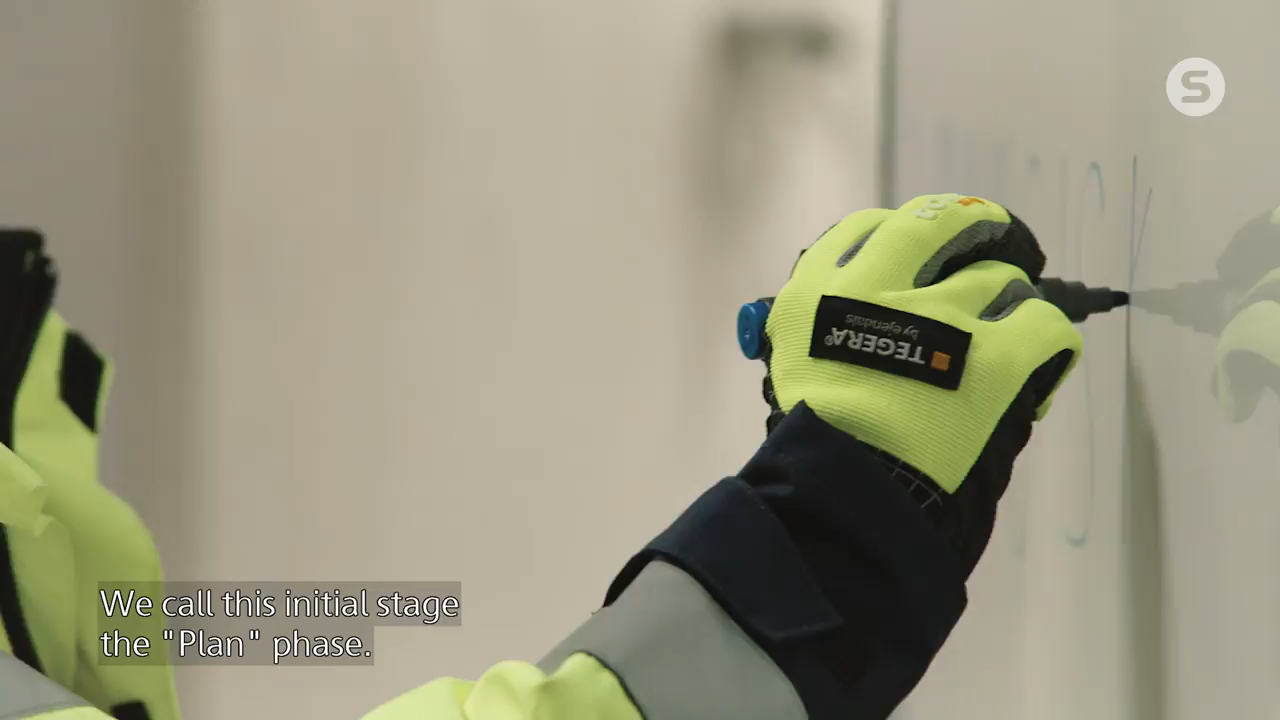 S
TEGERA®
by ejendals
We call this initial stage
the "Plan" phase.